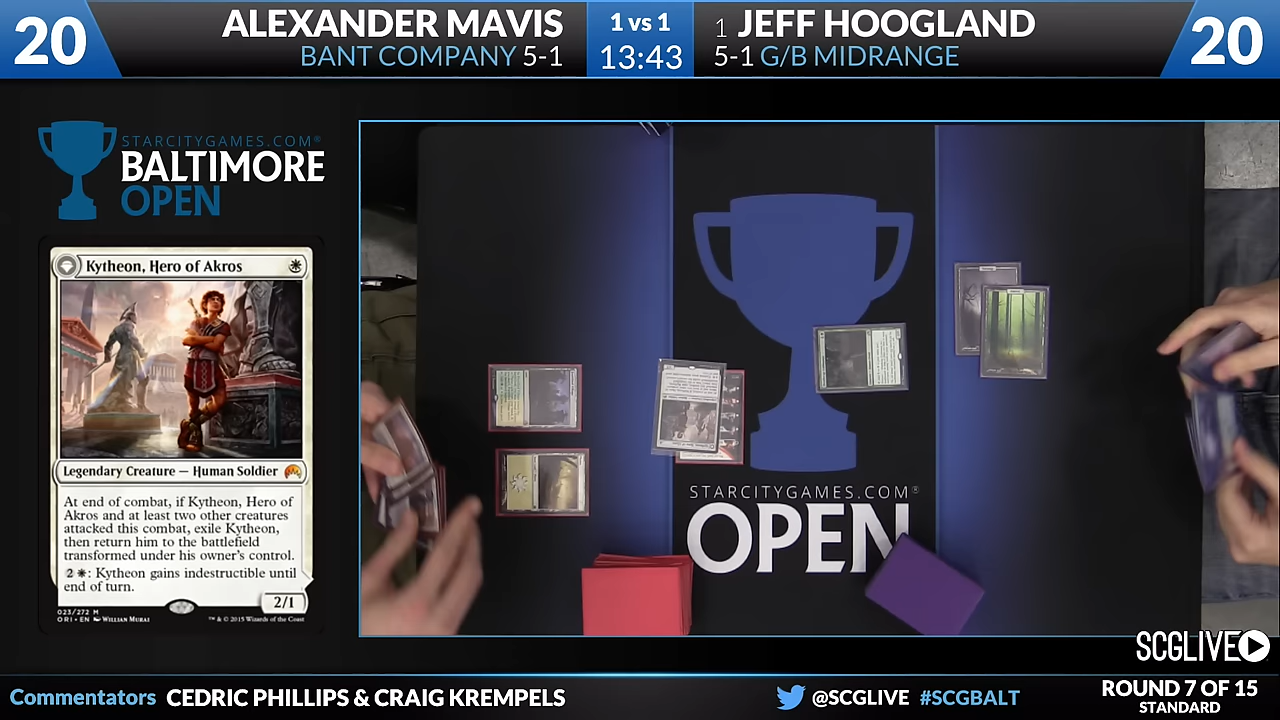 20
ALEXANDER MAVIS
BANT COMPANY 5-1
1 vs 1
13:43
1 JEFF HOOGLAND
5-1 G/B MIDRANGE
20
STARCITYGAMES.COM®
BALTIMORE
OPEN
Kytheon, Hero of Akros
Legendary Creature — Human Soldier
At end of combat, if Kytheon, Hero of
Akros and at least two other creatures
attacked this combat, exile Kytheon,
then return him to the battlefield
transformed under his owner's control.
2: Kytheon gains indestructible until
end of turn.
2/1
023/272 M
ORI • EN WILLIAN MURAI
™ & © 2015 Wizards of the Coast
STARCITYGAMES.COM®
OPEN
SCGLIVE
Commentators CEDRIC PHILLIPS & CRAIG KREMPELS
@SCGLIVE #SCGBALT
ROUND 7 OF 15
STANDARD